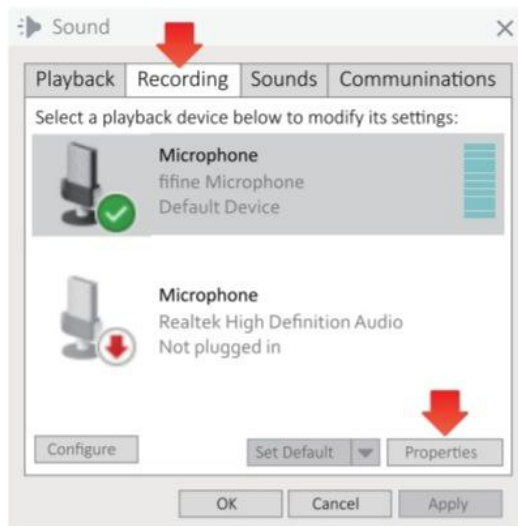 Sound
Playback Recording Sounds Communinations
Select a playback device below to modify its settings:
Microphone
fifine Microphone
Default Device
Microphone
Realtek High Definition Audio
Not plugged in
Configure Set Default Properties
OK Cancel Apply